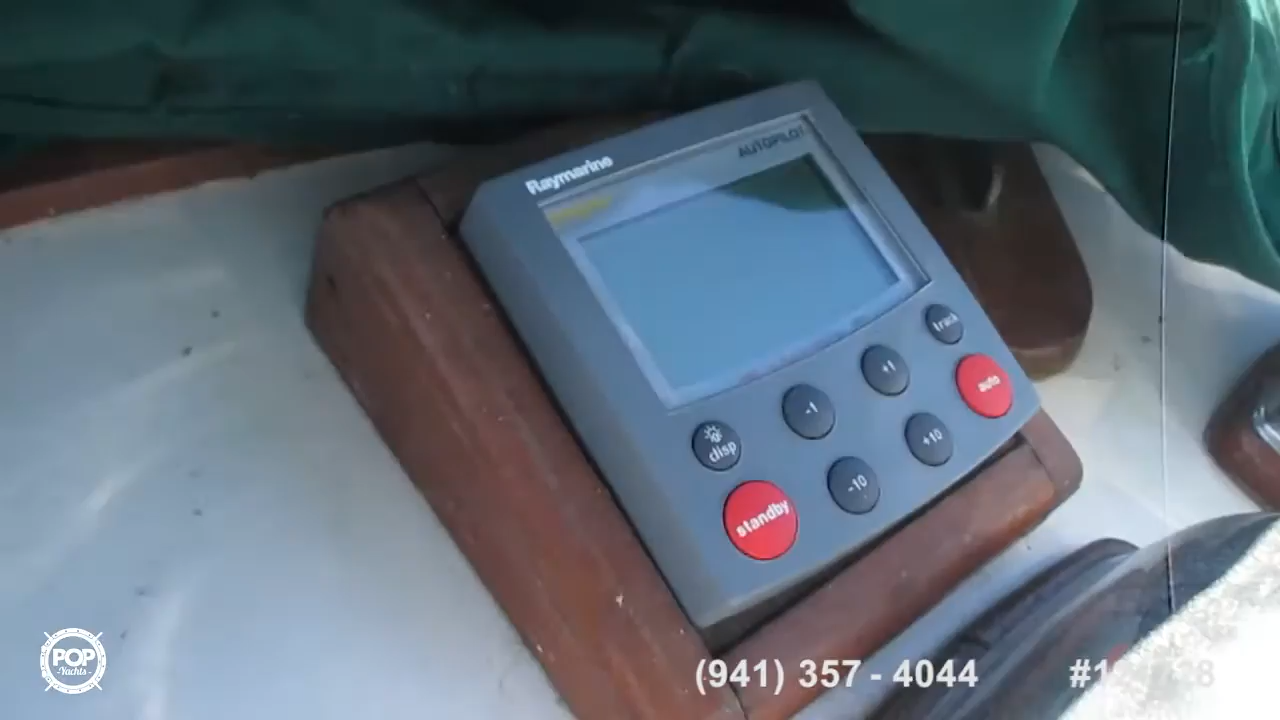 Raymarine
AUTOPILOT
track
-1
+1
auto
disp
+10
-10
standby
POP
Yachts
(941) 357 - 4044